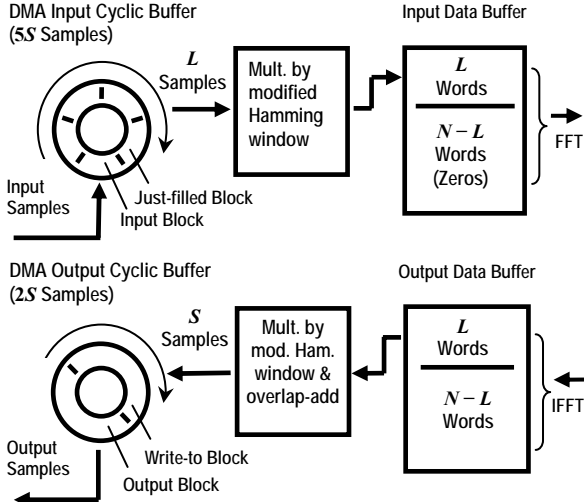 DMA Input Cyclic Buffer
(5S Samples)
L
Samples
Mult. by
modified
Hamming
window
Input Data Buffer
L
Words
N – L
Words
(Zeros)
FFT
Input
Samples
Just-filled Block
Input Block
DMA Output Cyclic Buffer
(2S Samples)
S
Samples
Mult. by
mod. Ham.
window &
overlap-add
Output Data Buffer
L
Words
N – L
Words
IFFT
Output
Samples
Write-to Block
Output Block